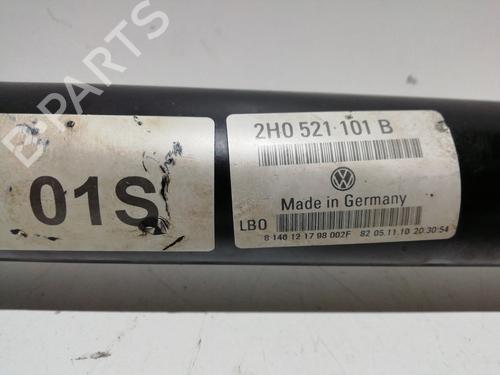 B-PARTS
01S
2H0 521 101 B
Made in Germany
LBO
8 140 12 17 98 002F 82 05.11.10 20:30:54
B-PARTS